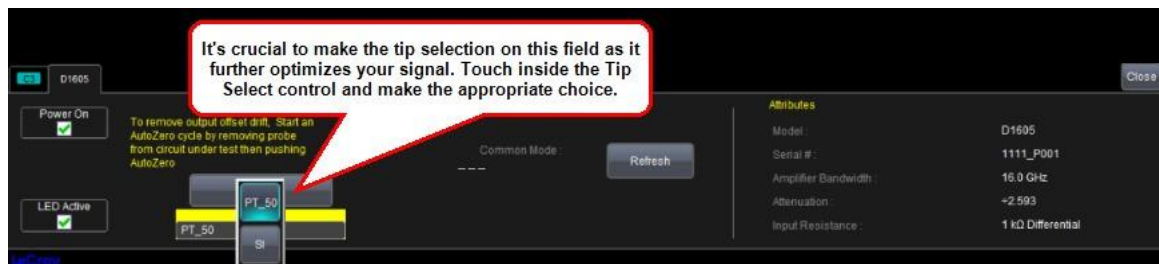 It's crucial to make the tip selection on this field as it
further optimizes your signal. Touch inside the Tip
Select control and make the appropriate choice.
C3 D1605
Close
Power On
To remove output offset drift, Start an
AutoZero cycle by removing probe
from circuit under test then pushing
AutoZero
Common Mode :
---
Refresh
LED Active
PT_50
PT_50
SI
Attributes
Model : D1605
Serial # : 1111_P001
Amplifier Bandwidth : 16.0 GHz
Attenuation : ÷2.593
Input Resistance : 1 kΩ Differential